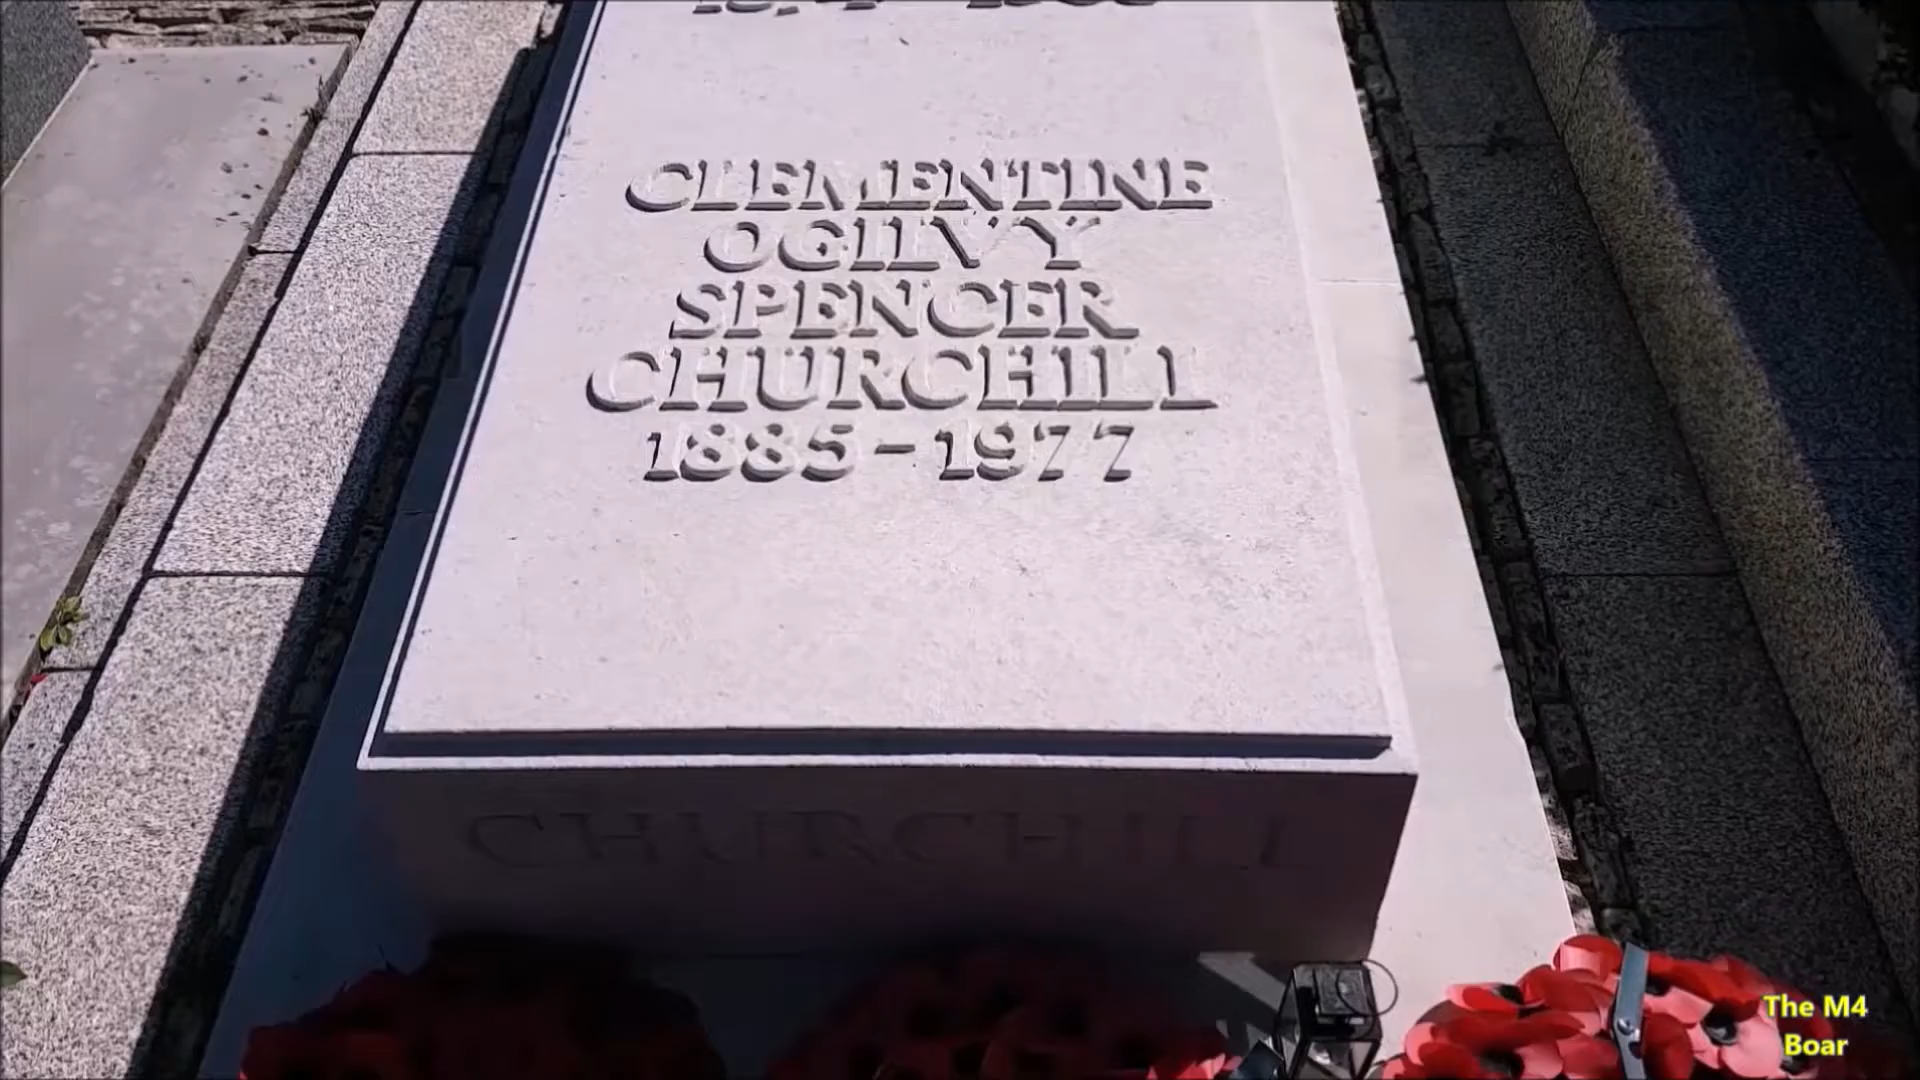 CLEMENTINE
OGILVY
SPENCER
CHURCHILL
1885 – 1977
CHURCHILL
The M4
Boar